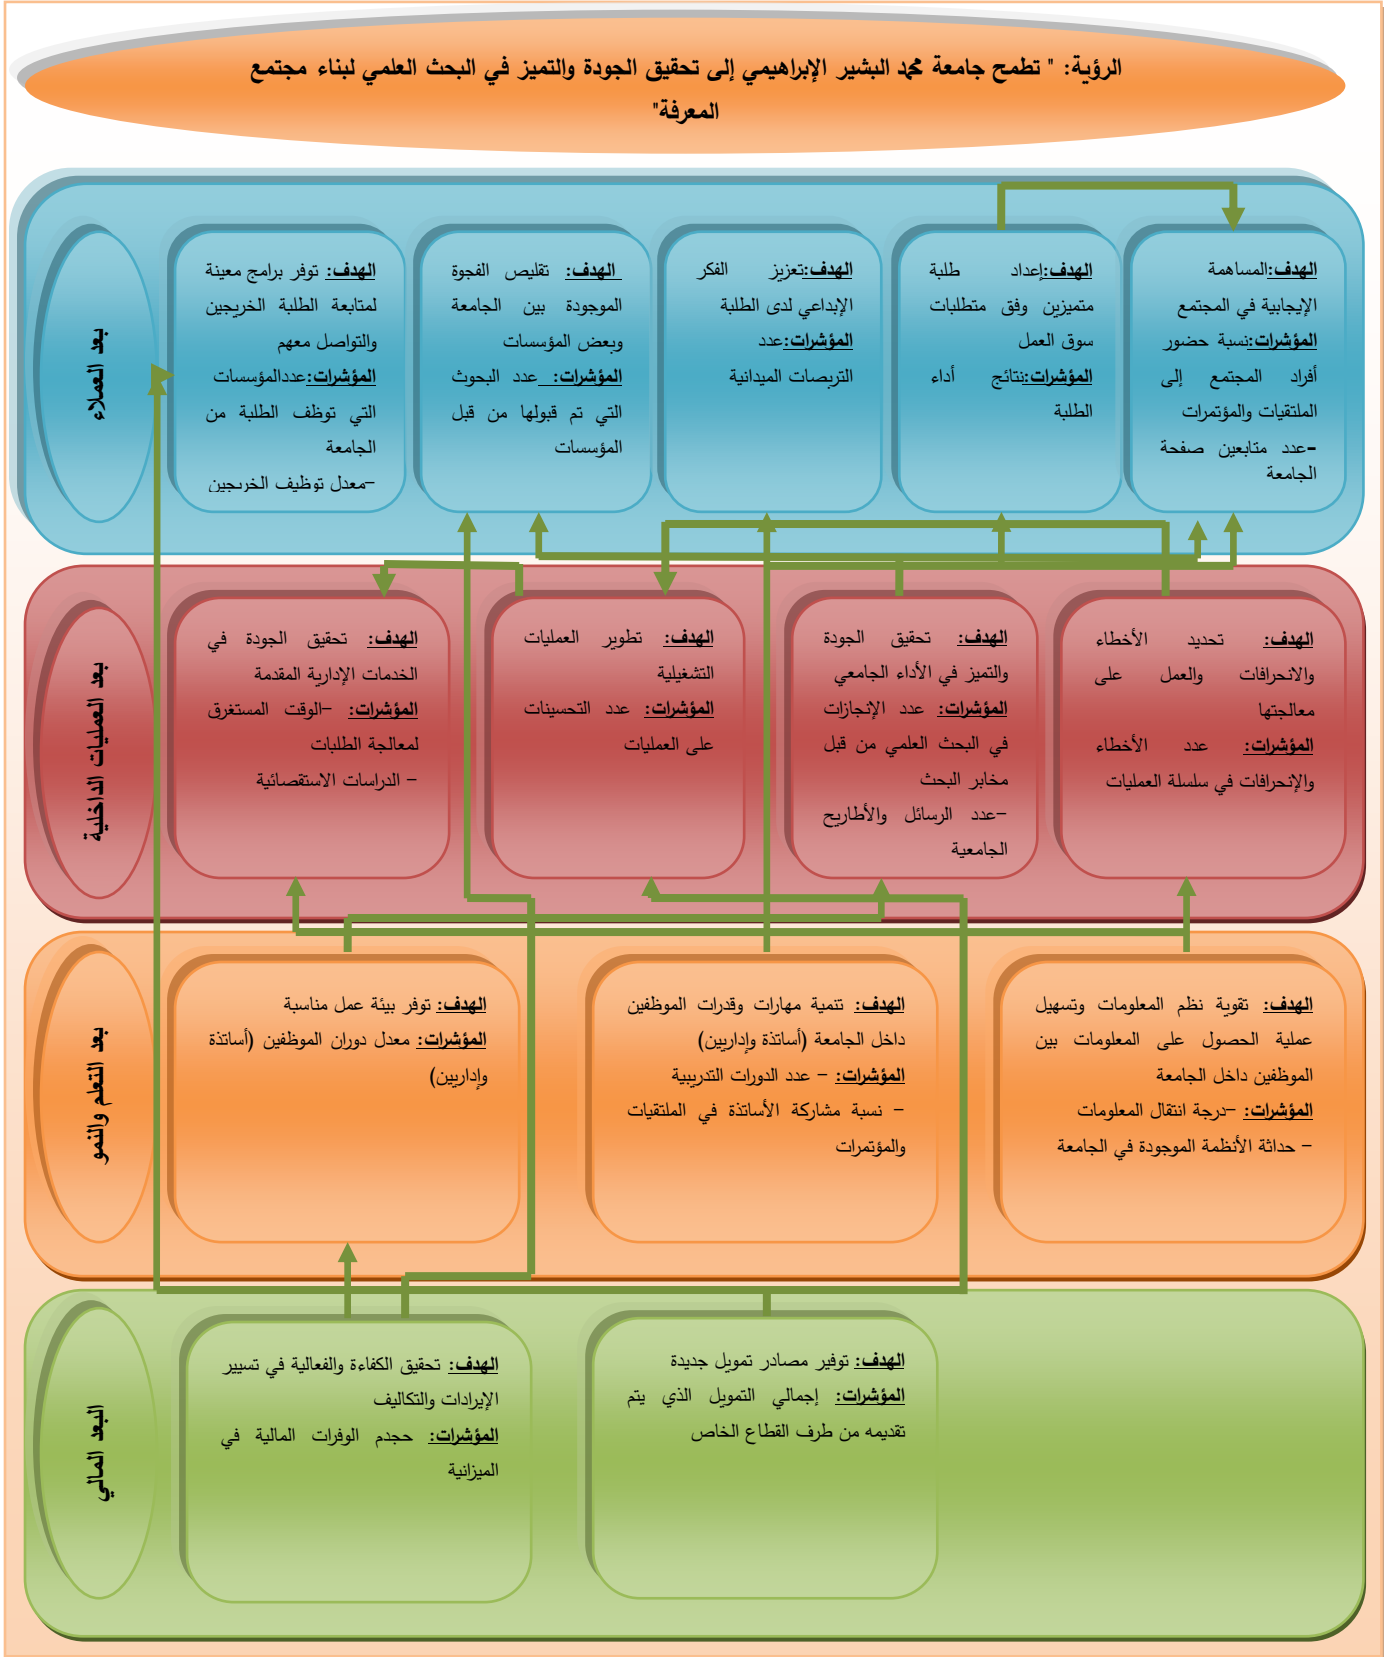 الرؤية: " تطمح جامعة محمد البشير الإبراهيمي إلى تحقيق الجودة والتميز في البحث العلمي لبناء مجتمع
المعرفة"
بعد العملاء
الهدف:المساهمة
الإيجابية في المجتمع
المؤشرات:نسبة حضور
أفراد المجتمع إلى
الملتقيات والمؤتمرات
-عدد متابعين صفحة
الجامعة
الهدف:إعداد طلبة
متميزين وفق متطلبات
سوق العمل
المؤشرات:نتائج أداء
الطلبة
الهدف:تعزيز الفكر
الإبداعي لدى الطلبة
المؤشرات:عدد
التربصات الميدانية
الهدف: تقليص الفجوة
الموجودة بين الجامعة
وبعض المؤسسات
المؤشرات: عدد البحوث
التي تم قبولها من قبل
المؤسسات
الهدف: توفر برامج معينة
لمتابعة الطلبة الخريجين
والتواصل معهم
المؤشرات:عددالمؤسسات
التي توظف الطلبة من
الجامعة
-معدل توظيف الخريجين
بعد العمليات الداخلية
الهدف: تحديد الأخطاء
والانحرافات والعمل على
معالجتها
المؤشرات: عدد الأخطاء
والإنحرافات في سلسلة العمليات
الهدف: تحقيق الجودة
والتميز في الأداء الجامعي
المؤشرات: عدد الإنجازات
في البحث العلمي من قبل
مخابر البحث
-عدد الرسائل والأطاريح
الجامعية
الهدف: تطوير العمليات
التشغيلية
المؤشرات: عدد التحسينات
على العمليات
الهدف: تحقيق الجودة في
الخدمات الإدارية المقدمة
المؤشرات: -الوقت المستغرق
لمعالجة الطلبات
- الدراسات الاستقصائية
بعد التعلم والنمو
الهدف: تقوية نظم المعلومات وتسهيل
عملية الحصول على المعلومات بين
الموظفين داخل الجامعة
المؤشرات: -درجة انتقال المعلومات
- حداثة الأنظمة الموجودة في الجامعة
الهدف: تنمية مهارات وقدرات الموظفين
داخل الجامعة (أساتذة وإداريين)
المؤشرات: - عدد الدورات التدريبية
- نسبة مشاركة الأساتذة في الملتقيات
والمؤتمرات
الهدف: توفر بيئة عمل مناسبة
المؤشرات: معدل دوران الموظفين (أساتذة
وإداريين)
البعد المالي
الهدف: توفير مصادر تمويل جديدة
المؤشرات: إجمالي التمويل الذي يتم
تقديمه من طرف القطاع الخاص
الهدف: تحقيق الكفاءة والفعالية في تسيير
الإيرادات والتكاليف
المؤشرات: حجدم الوفرات المالية في
الميزانية